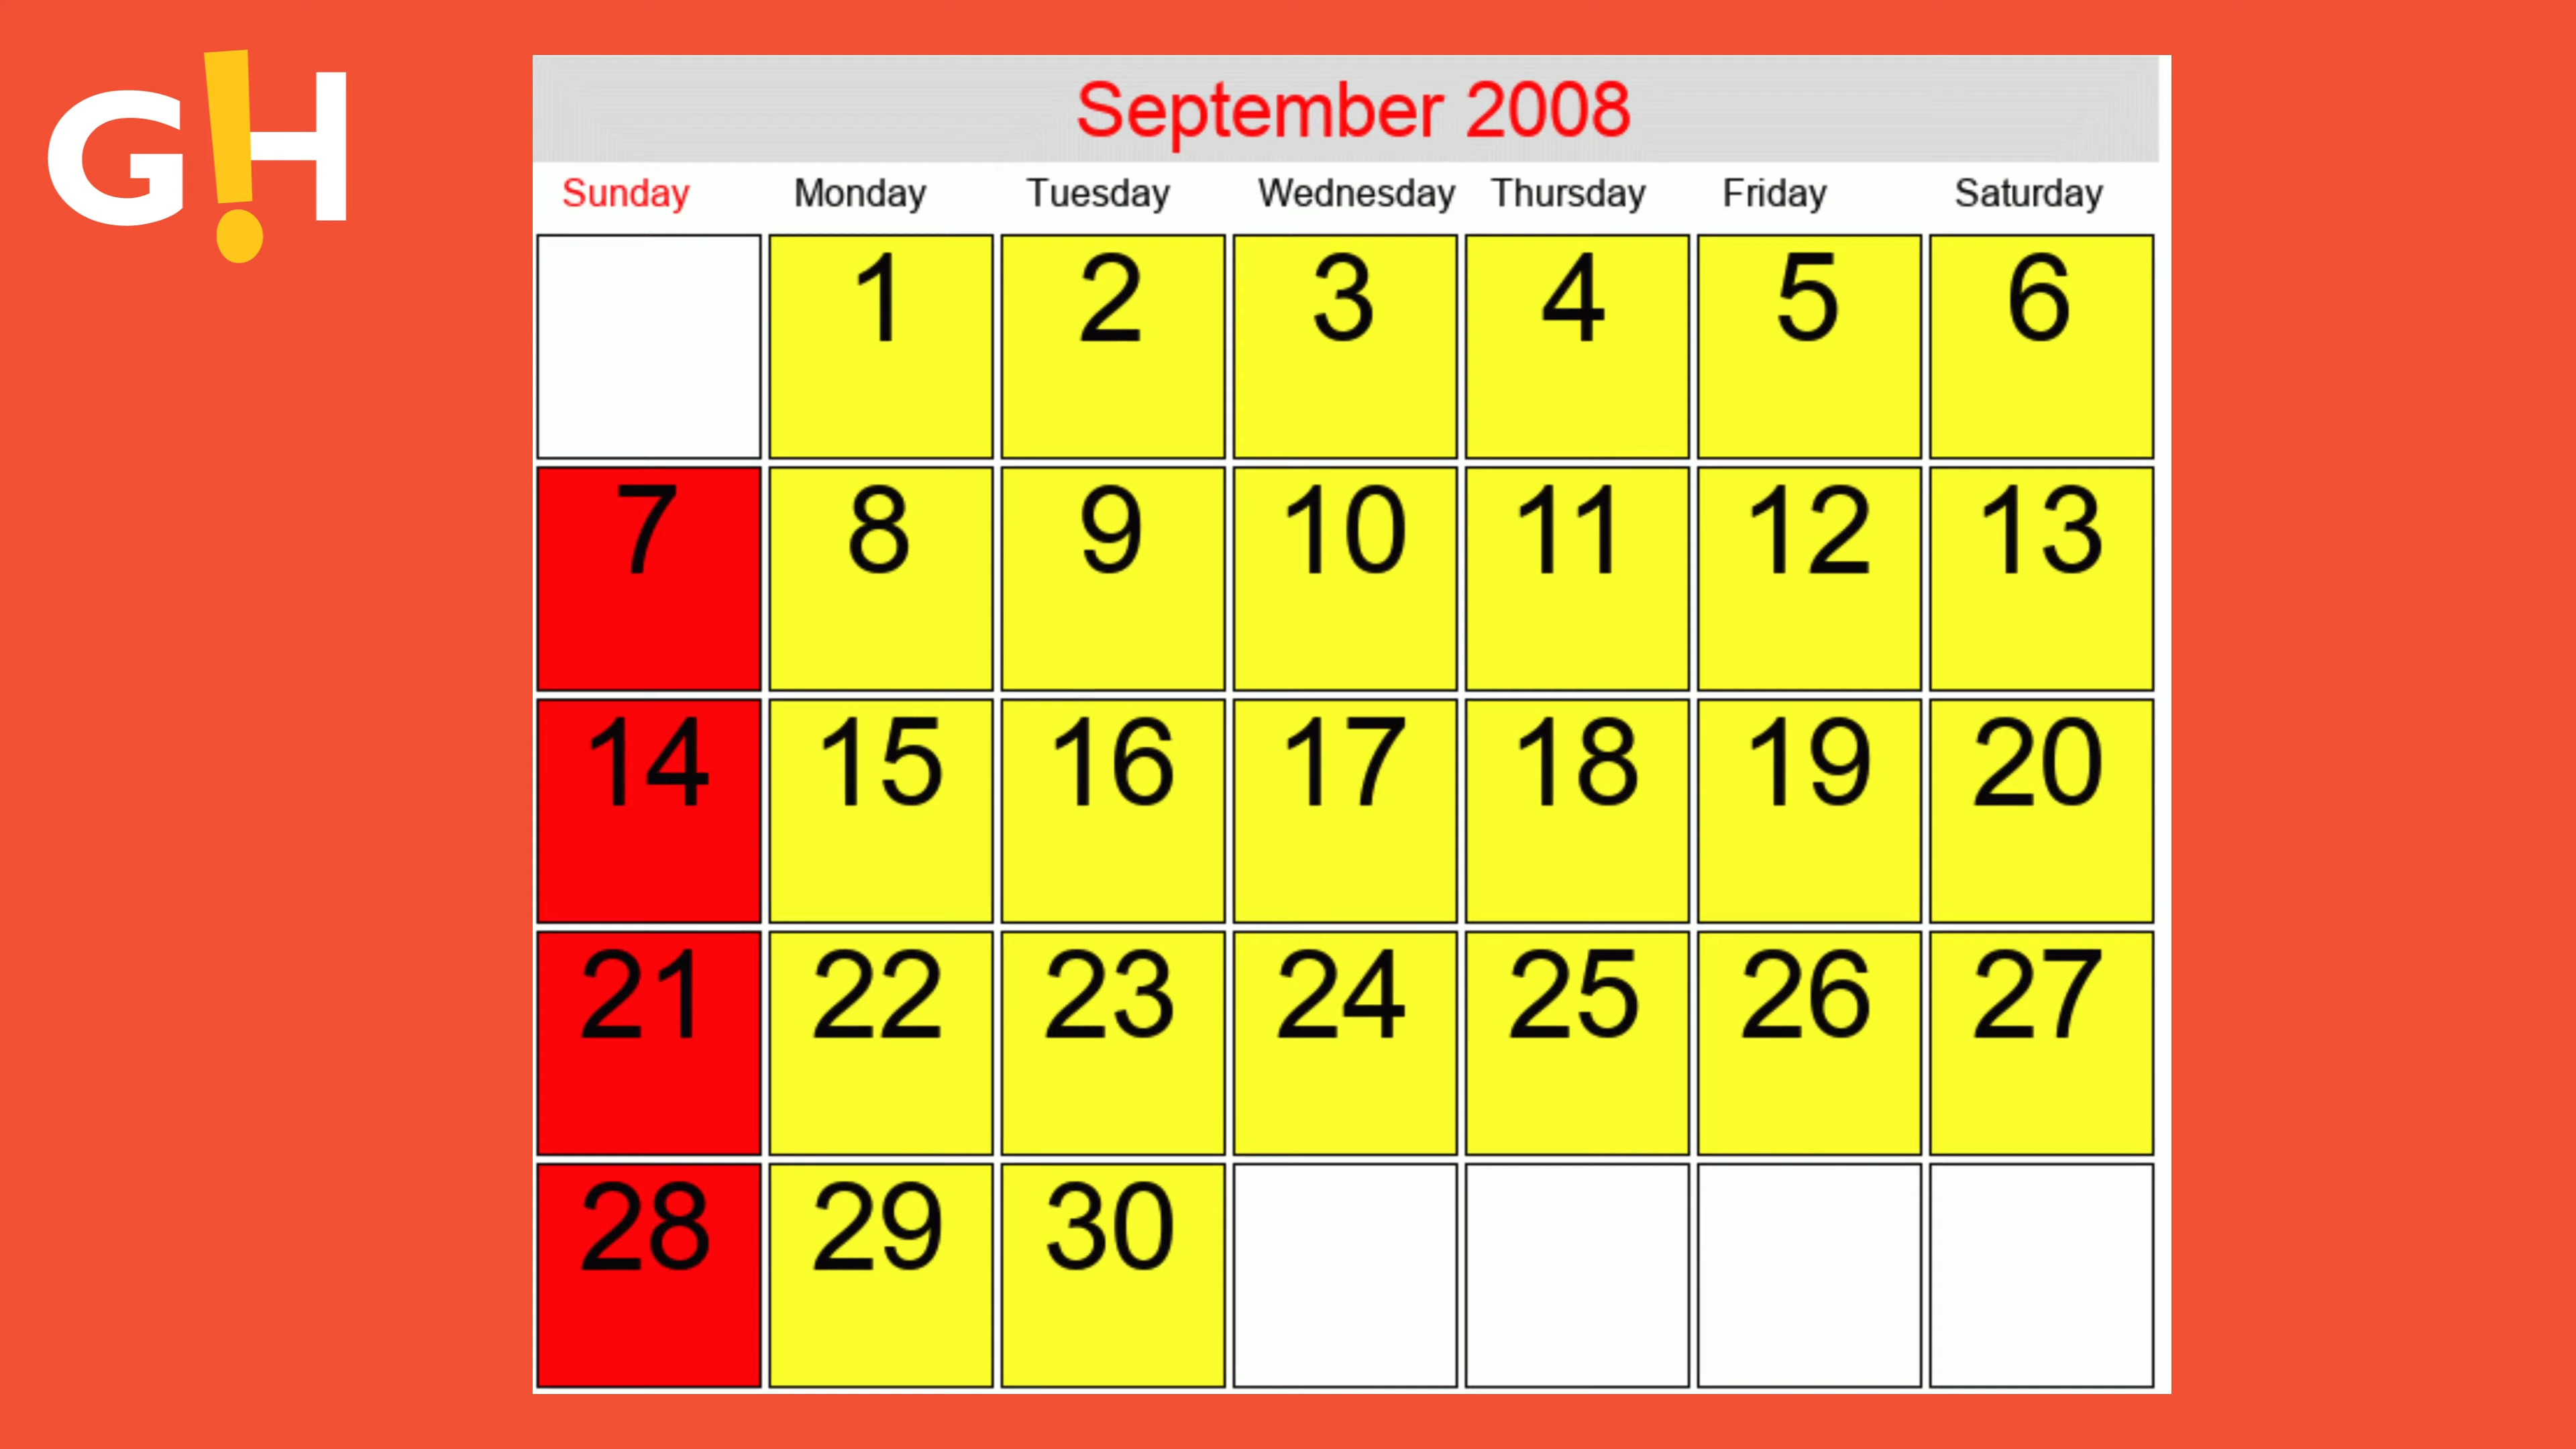 G!H
September 2008
Sunday Monday Tuesday Wednesday Thursday Friday Saturday
1 2 3 4 5 6
7 8 9 10 11 12 13
14 15 16 17 18 19 20
21 22 23 24 25 26 27
28 29 30